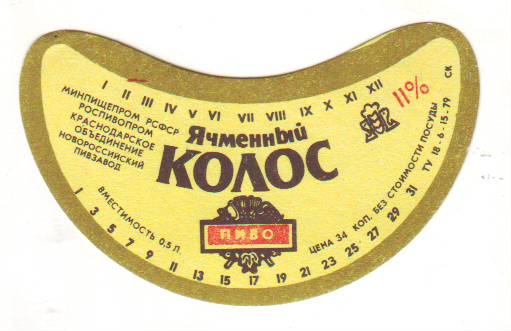 I II III IV V VI VII VIII IX X XI XII
МИНПИЩЕПРОМ РСФСР
РОСПИВОПРОМ
КРАСНОДАРСКОЕ
ОБЪЕДИНЕНИЕ
НОВОРОССИЙСКИЙ
ПИВЗАВОД
Ячменный
КОЛОС
11%
СК
ПИВО
ВМЕСТИМОСТЬ 0,5 Л.
ЦЕНА 34 КОП. БЕЗ СТОИМОСТИ ПОСУДЫ
ТУ 18-6-15-79
1 3 5 7 9 11 13 15 17 19 21 23 25 27 29 31